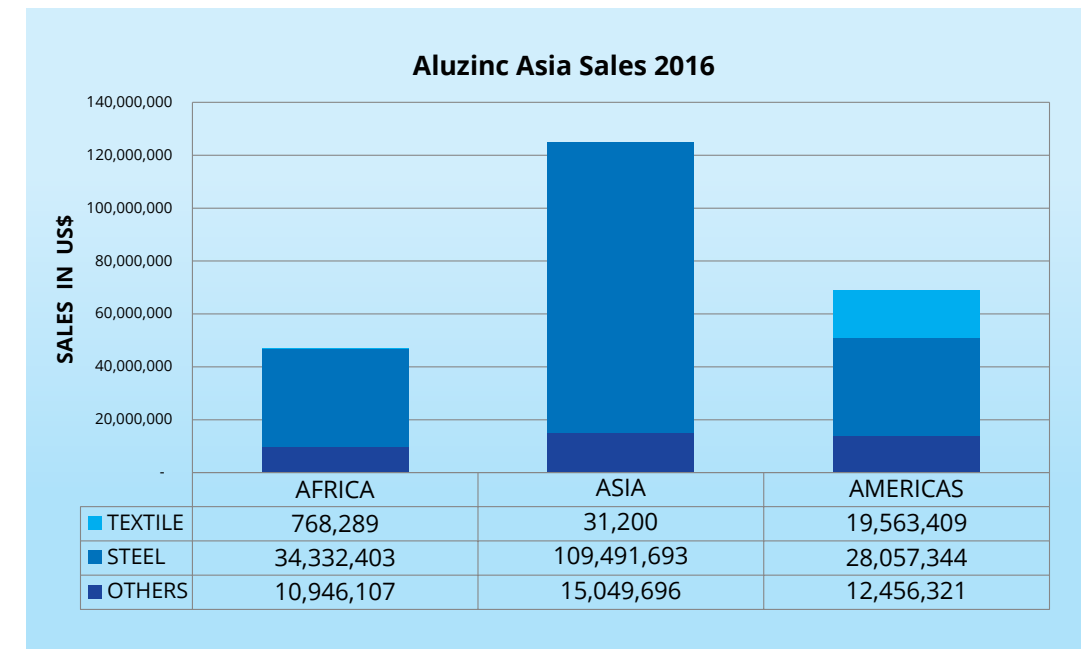 Aluzinc Asia Sales 2016
SALES IN US$
140,000,000
120,000,000
100,000,000
80,000,000
60,000,000
40,000,000
20,000,000
-
AFRICA ASIA AMERICAS
TEXTILE 768,289 31,200 19,563,409
STEEL 34,332,403 109,491,693 28,057,344
OTHERS 10,946,107 15,049,696 12,456,321